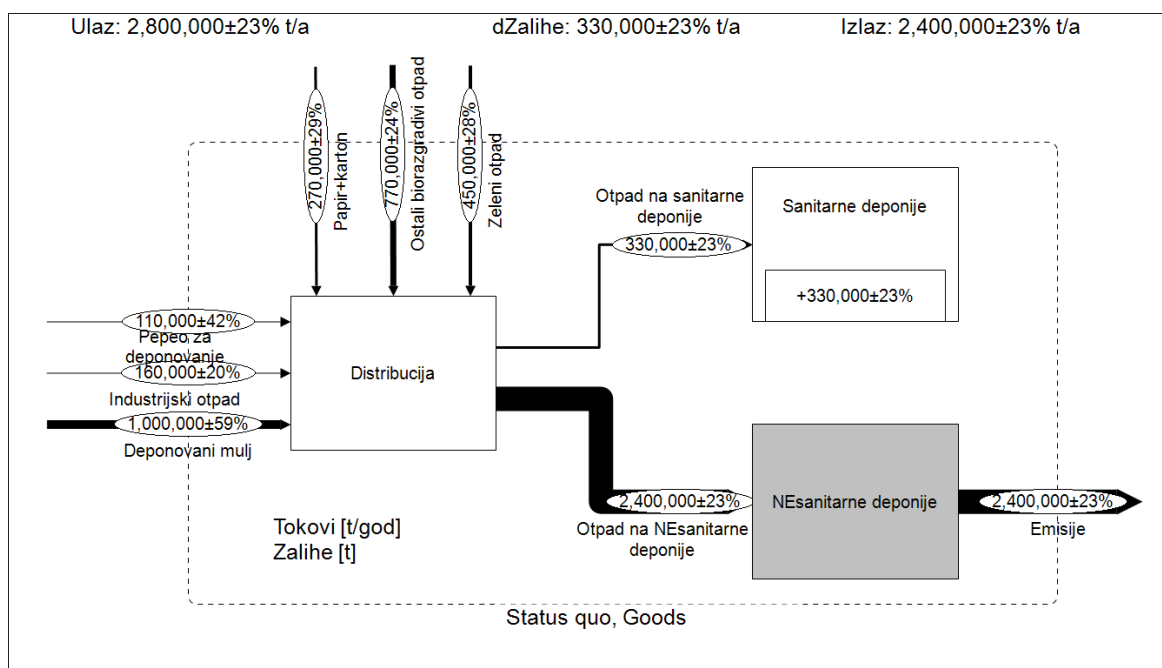 Ulaz: 2,800,000±23% t/a
dZalihe: 330,000±23% t/a
Izlaz: 2,400,000±23% t/a
270,000±29%
Papir+karton
770,000±24%
Ostali biorazgradivi otpad
450,000±28%
Zeleni otpad
Otpad na sanitarne
deponije
330,000±23%
Sanitarne deponije
+330,000±23%
110,000±42%
Pepeo za
deponovanje
160,000±20%
Industrijski otpad
1,000,000±59%
Deponovani mulj
Distribucija
2,400,000±23%
Otpad na NEsanitarne
deponije
NEsanitarne deponije
2,400,000±23%
Emisije
Tokovi [t/god]
Zalihe [t]
Status quo, Goods